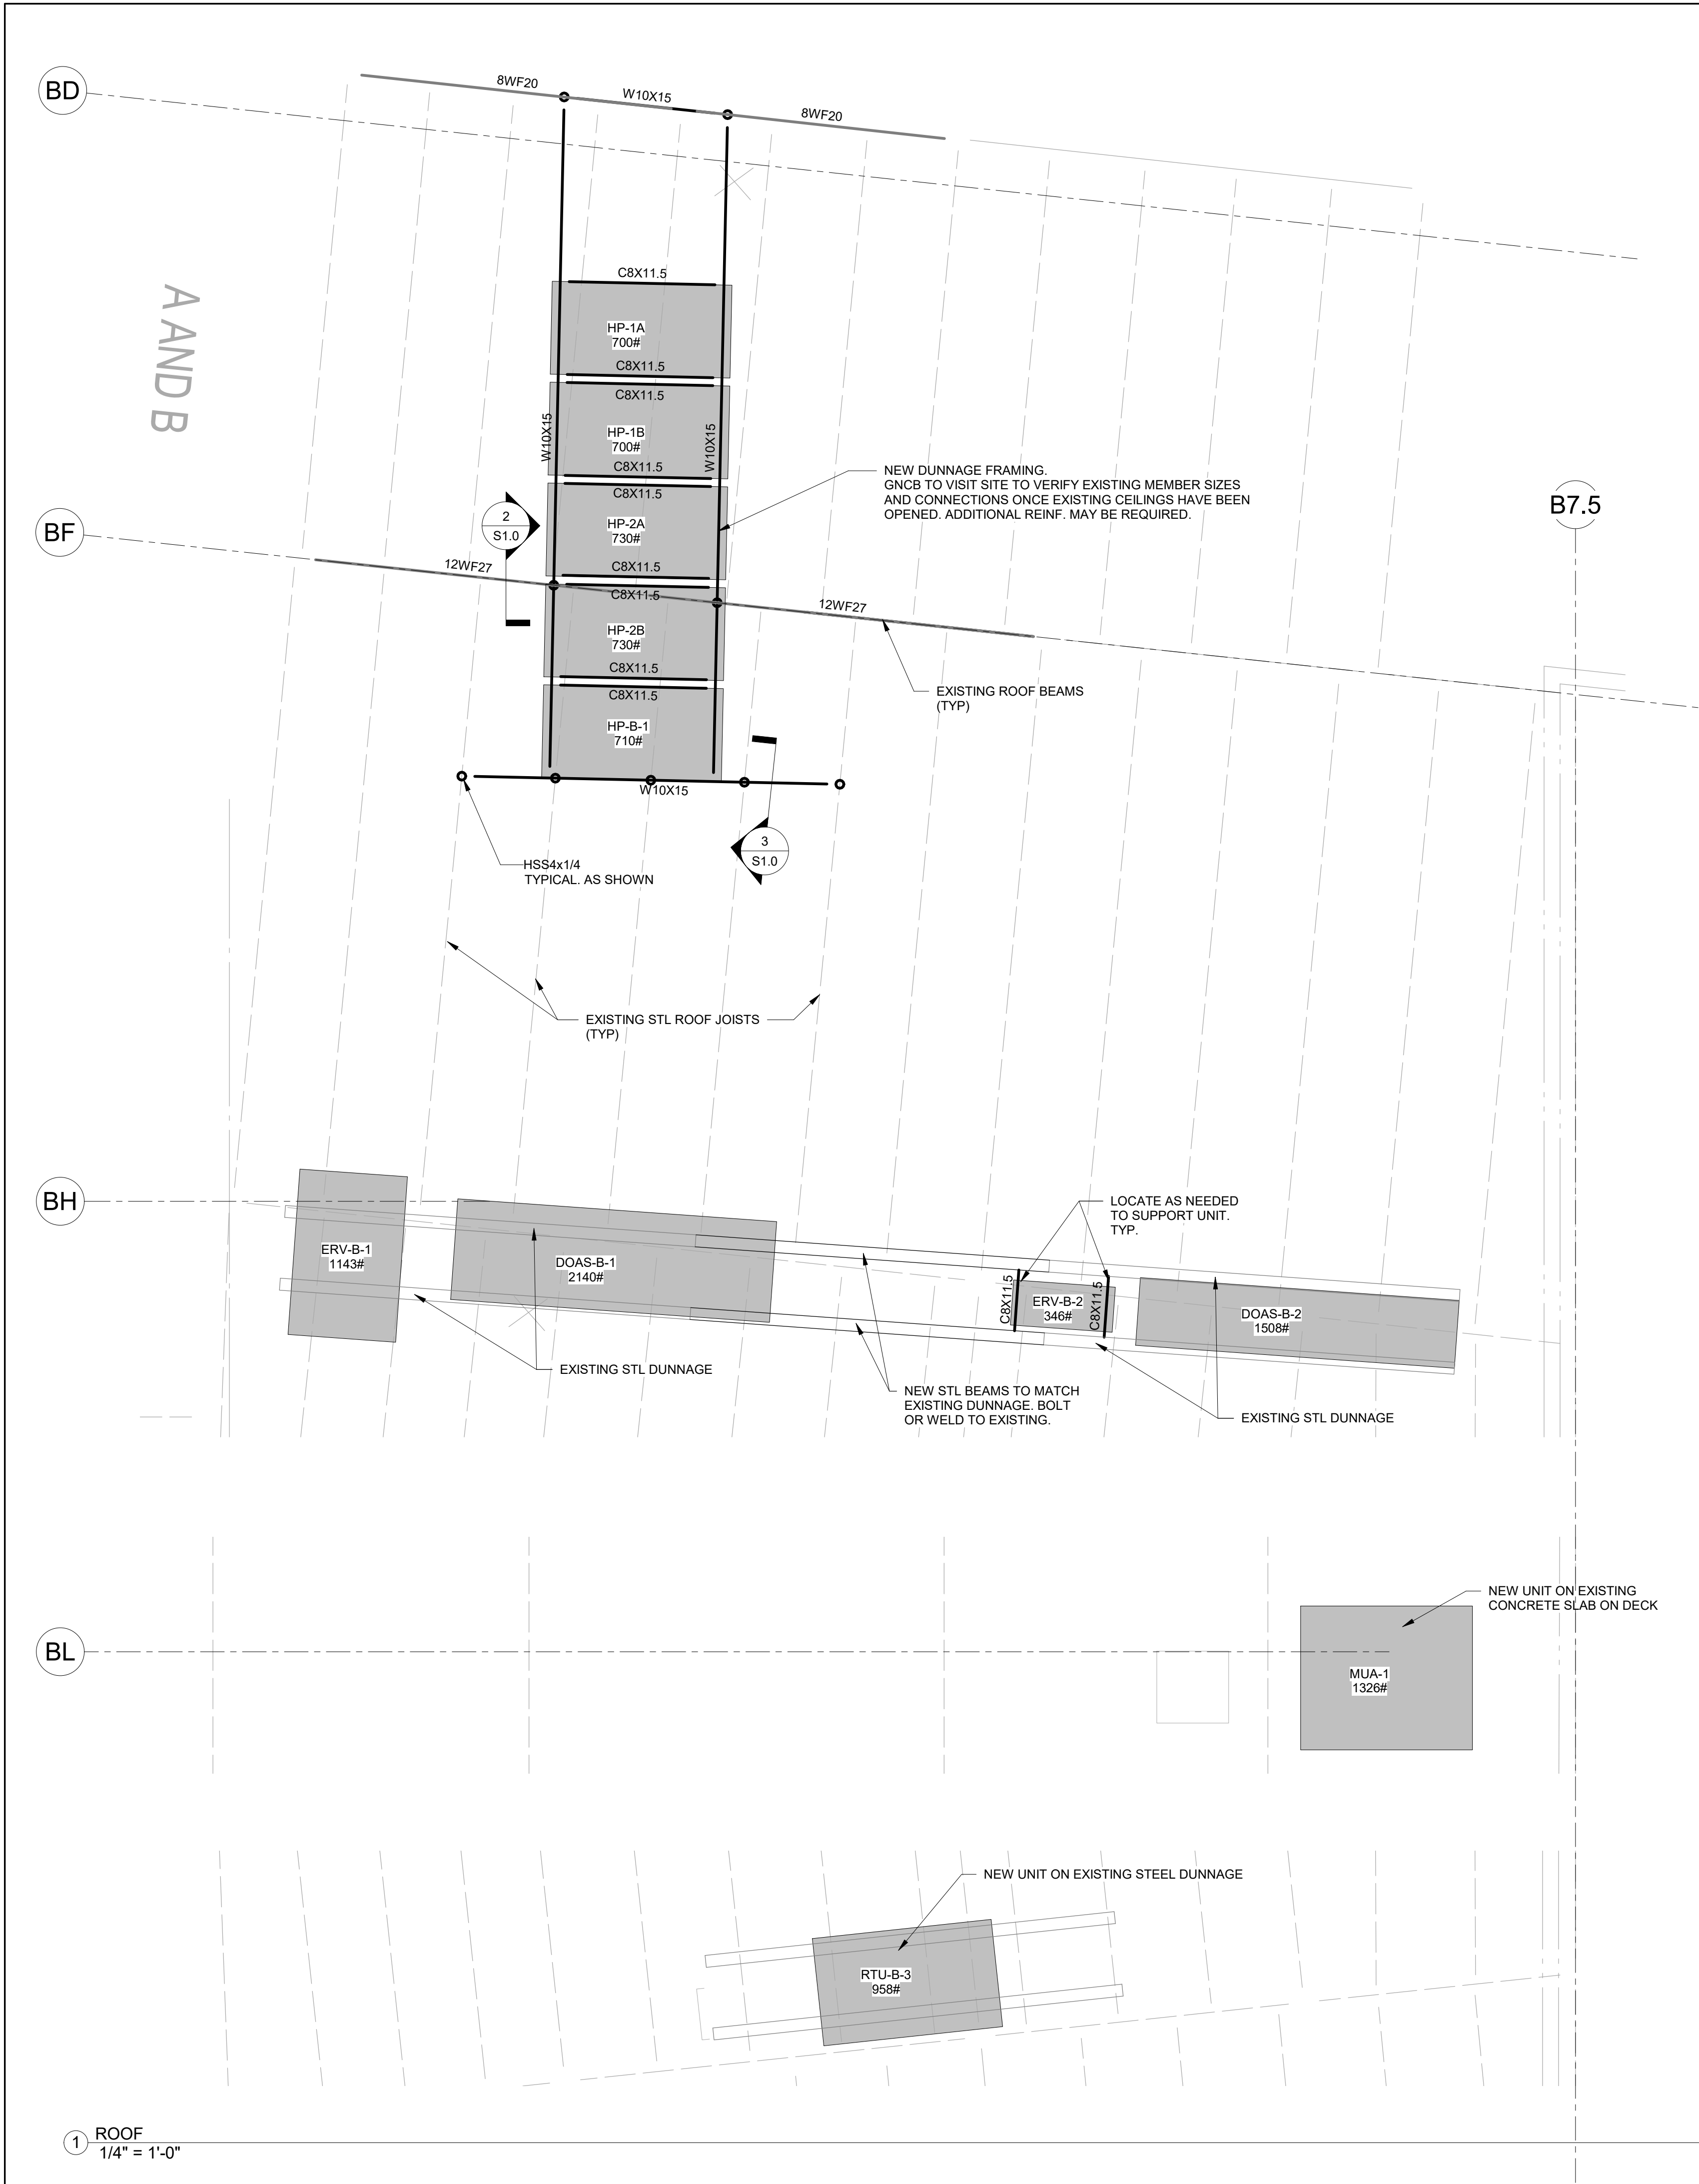 BD
8WF20
W10X15
8WF20
A AND B
C8X11.5
HP-1A
700#
C8X11.5
C8X11.5
W10X15
HP-1B
700#
W10X15
C8X11.5
C8X11.5
HP-2A
730#
C8X11.5
C8X11.5
HP-2B
730#
C8X11.5
C8X11.5
HP-B-1
710#
W10X15
NEW DUNNAGE FRAMING.
GNCB TO VISIT SITE TO VERIFY EXISTING MEMBER SIZES
AND CONNECTIONS ONCE EXISTING CEILINGS HAVE BEEN
OPENED. ADDITIONAL REINF. MAY BE REQUIRED.
B7.5
2
S1.0
BF
12WF27
12WF27
EXISTING ROOF BEAMS
(TYP)
3
S1.0
HSS4x1/4
TYPICAL. AS SHOWN
EXISTING STL ROOF JOISTS
(TYP)
BH
LOCATE AS NEEDED
TO SUPPORT UNIT.
TYP.
ERV-B-1
1143#
DOAS-B-1
2140#
C8X11.5
ERV-B-2
346#
C8X11.5
DOAS-B-2
1508#
EXISTING STL DUNNAGE
NEW STL BEAMS TO MATCH
EXISTING DUNNAGE. BOLT
OR WELD TO EXISTING.
EXISTING STL DUNNAGE
NEW UNIT ON EXISTING
CONCRETE SLAB ON DECK
BL
MUA-1
1326#
NEW UNIT ON EXISTING STEEL DUNNAGE
RTU-B-3
958#
1
ROOF
1/4" = 1'-0"